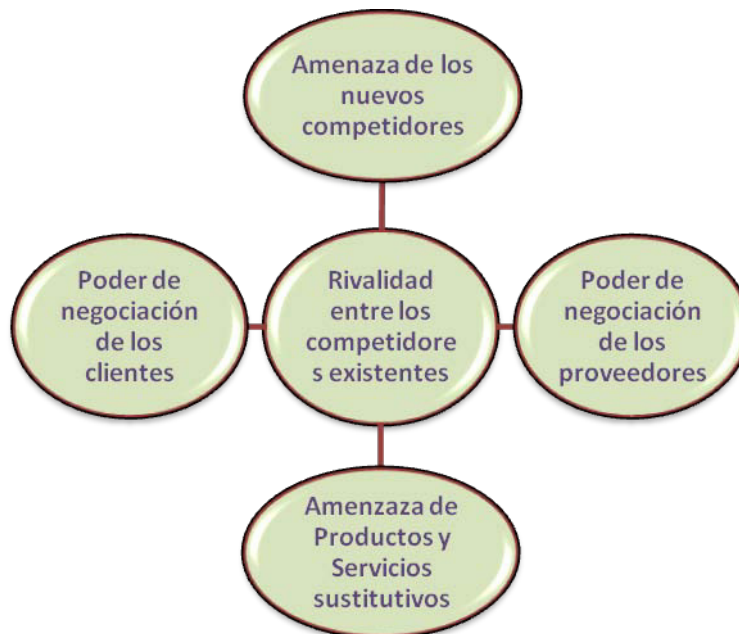 Amenaza de los
nuevos
competidores
Poder de
negociación
de los
clientes
Rivalidad
entre los
competidore
s existentes
Poder de
negociación
de los
proveedores
Amenzaza de
Productos y
Servicios
sustitutivos